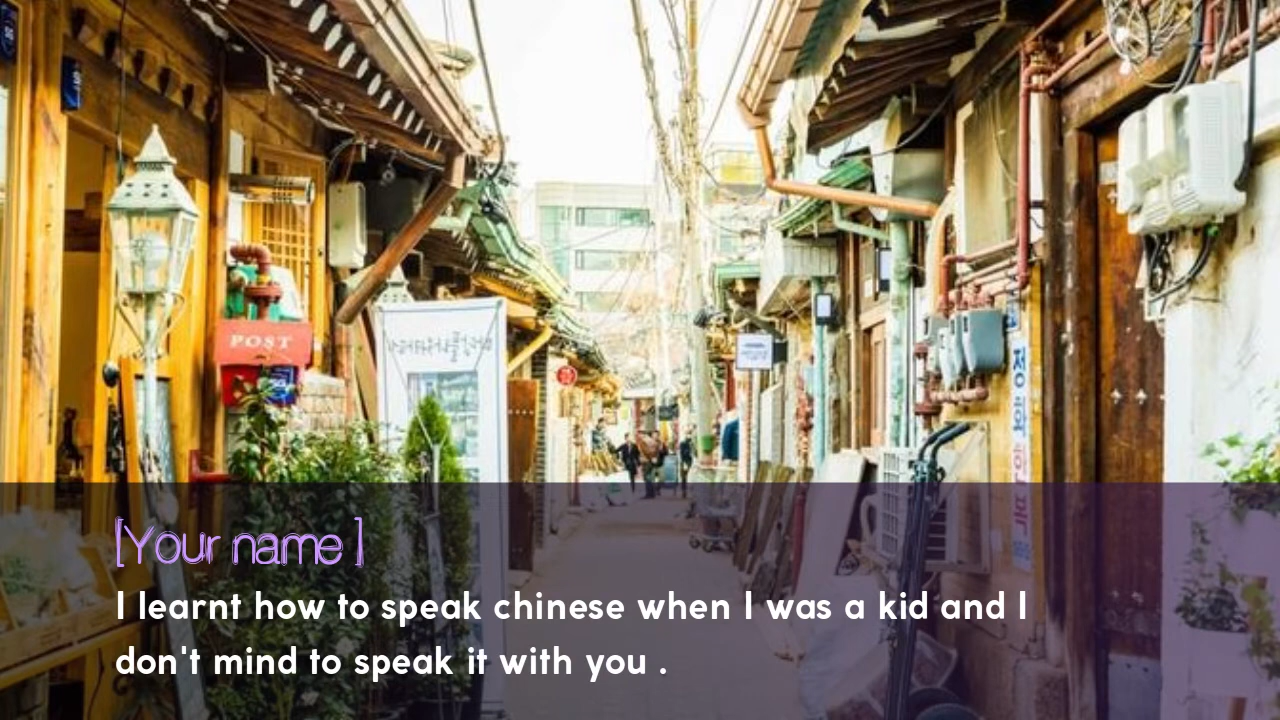 POST
[Your name ]
I learnt how to speak chinese when I was a kid and I
don't mind to speak it with you .